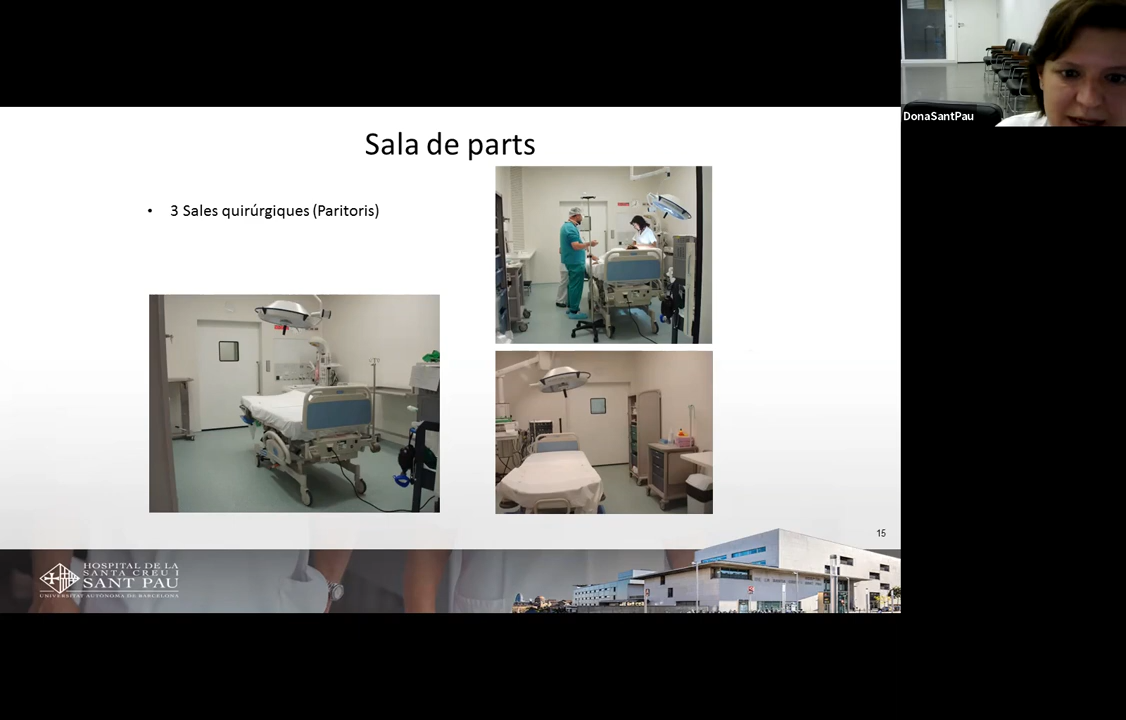 DonaSantPau
Sala de parts
• 3 Sales quirúrgiques (Paritoris)
15
HOSPITAL DE LA
SANTA CREU I
SANT PAU
UNIVERSITAT AUTÒNOMA DE BARCELONA